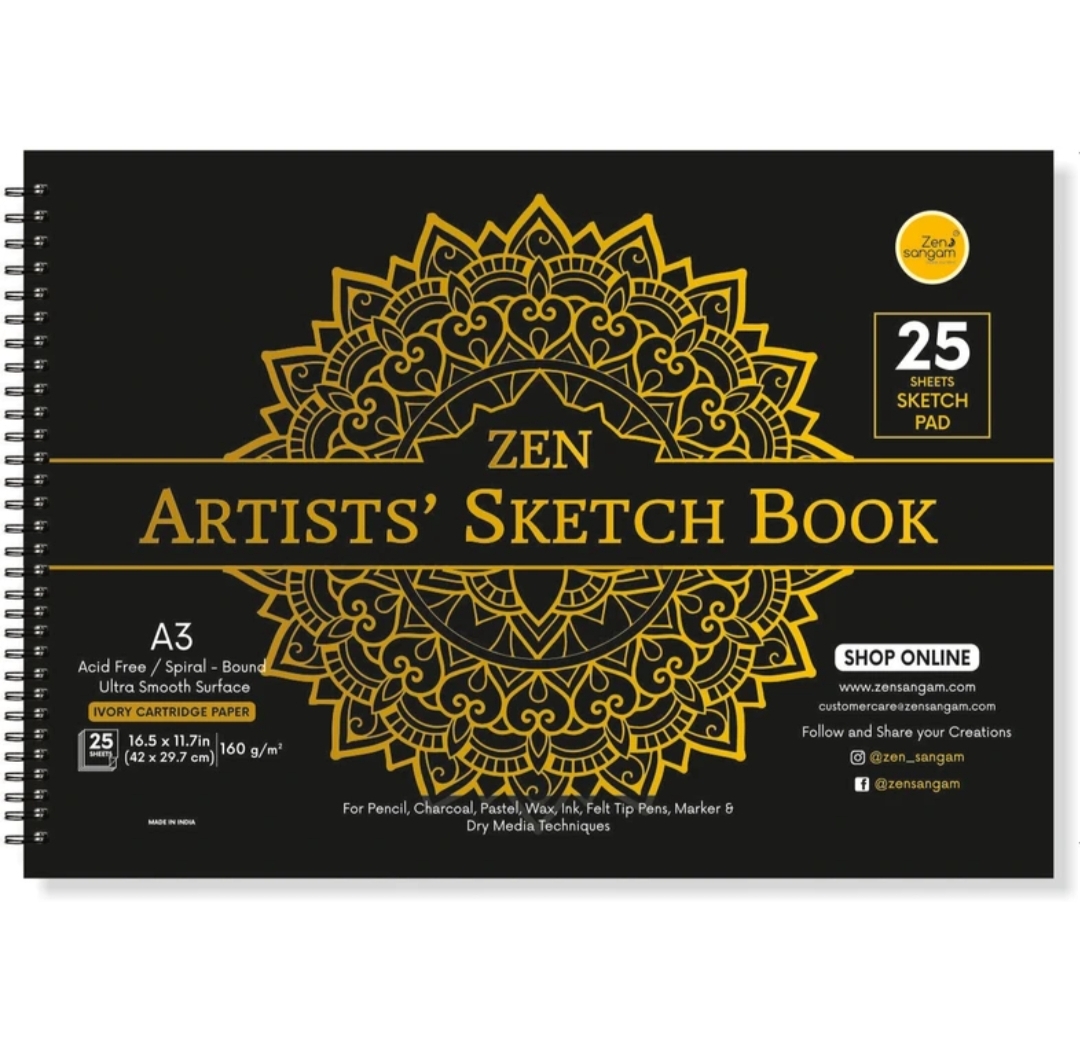 Zen
sangam
25
SHEETS
SKETCH
PAD
ZEN
ARTISTS' SKETCH BOOK
A3
Acid Free / Spiral - Bound
Ultra Smooth Surface
IVORY CARTRIDGE PAPER
25 SHEETS 16.5 x 11.7in (42 x 29.7 cm) 160 g/m²
MADE IN INDIA
For Pencil, Charcoal, Pastel, Wax, Ink, Felt Tip Pens, Marker &
Dry Media Techniques
SHOP ONLINE
www.zensangam.com
customercare@zensangam.com
Follow and Share your Creations
@zen_sangam
@zensangam